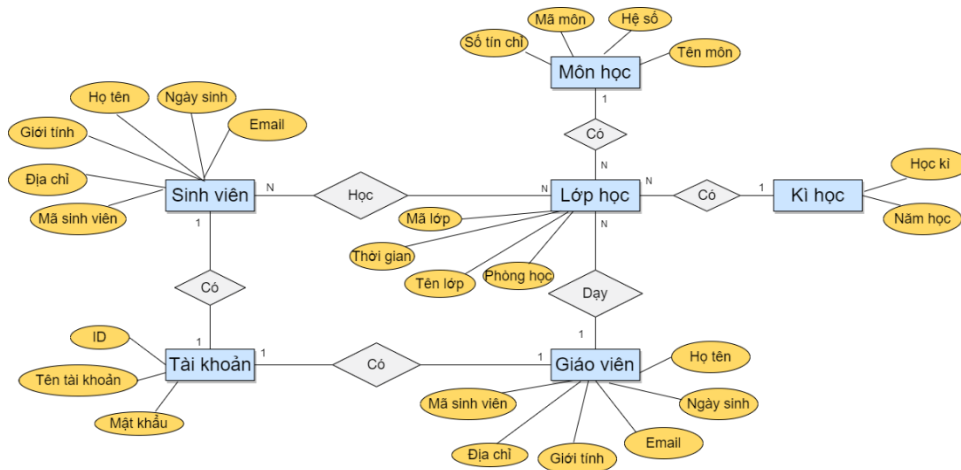 Mã môn
Hệ số
Số tín chỉ
Tên môn
Môn học
1
Có
N
Họ tên
Ngày sinh
Email
Giới tính
Địa chỉ
Mã sinh viên
Sinh viên
N
Học
N
Lớp học
N
Có
1
Kì học
Học kì
Năm học
Mã lớp
Thời gian
Tên lớp
Phòng học
N
Dạy
1
1
Có
1
ID
Tên tài khoản
Mật khẩu
Tài khoản
1
Có
1
Giáo viên
Họ tên
Ngày sinh
Email
Giới tính
Địa chỉ
Mã sinh viên